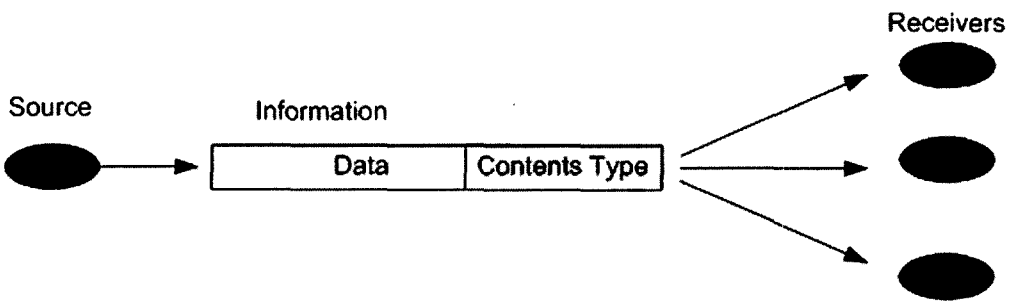 Receivers
Source
Information
Data
Contents Type